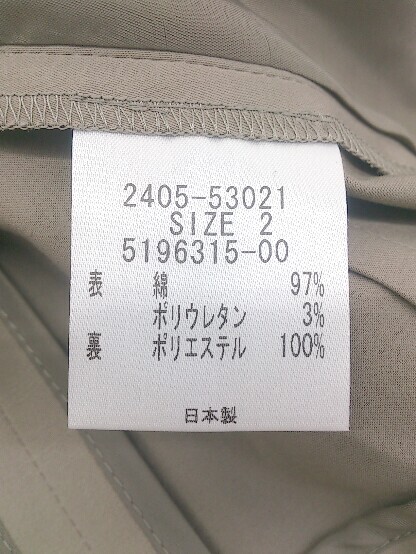 2405-53021
SIZE 2
5196315-00
表 綿 97%
ポリウレタン 3%
裏 ポリエステル 100%
日本製